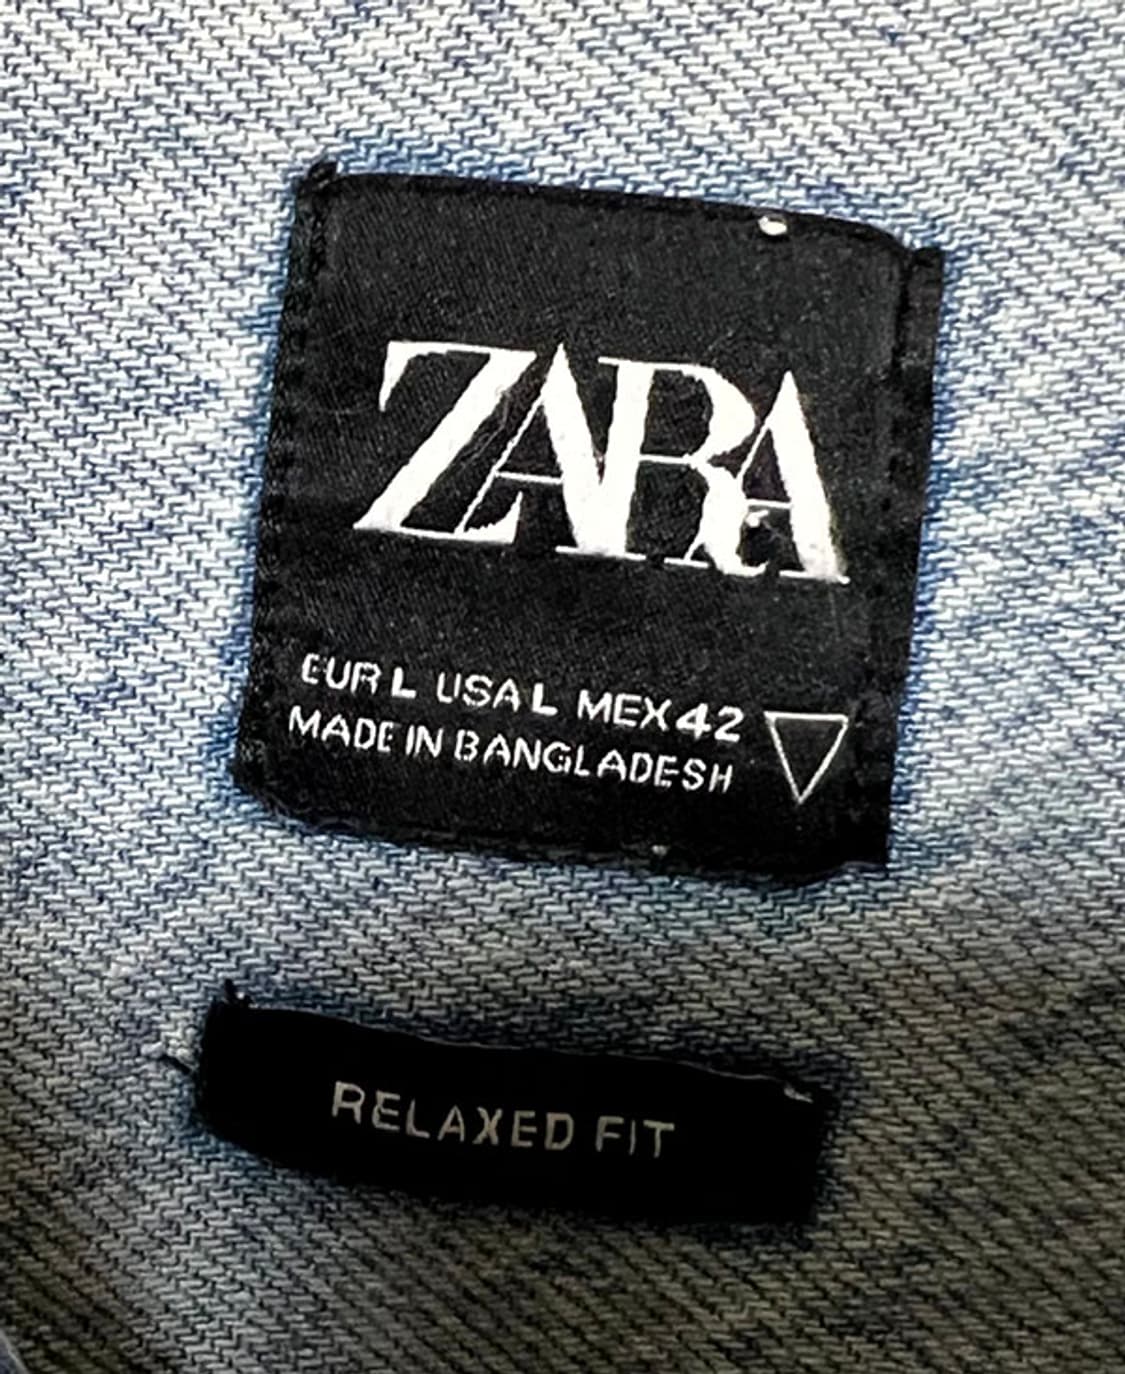 ZARA
EUR L USA L MEX 42
MADE IN BANGLADESH
RELAXED FIT